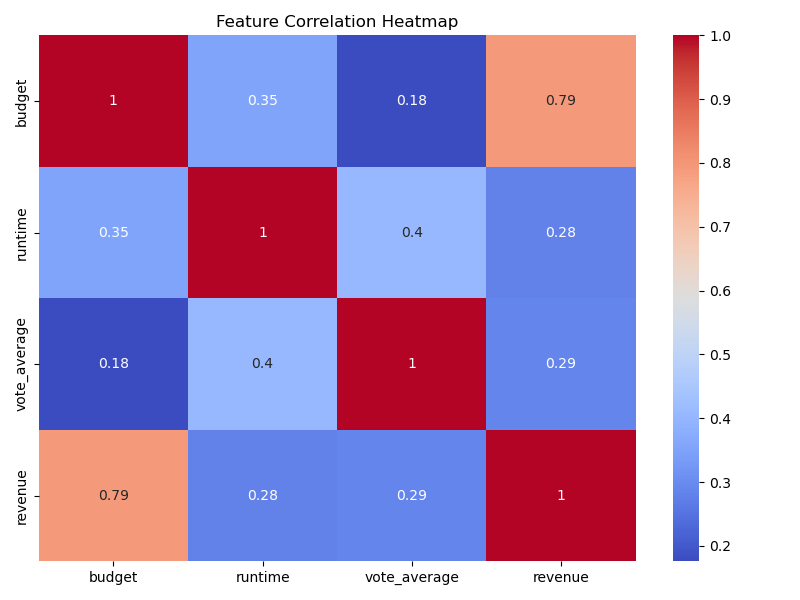 Feature Correlation Heatmap
budget 1 0.35 0.18 0.79
runtime 0.35 1 0.4 0.28
vote_average 0.18 0.4 1 0.29
revenue 0.79 0.28 0.29 1
budget runtime vote_average revenue
1.0
0.9
0.8
0.7
0.6
0.5
0.4
0.3
0.2